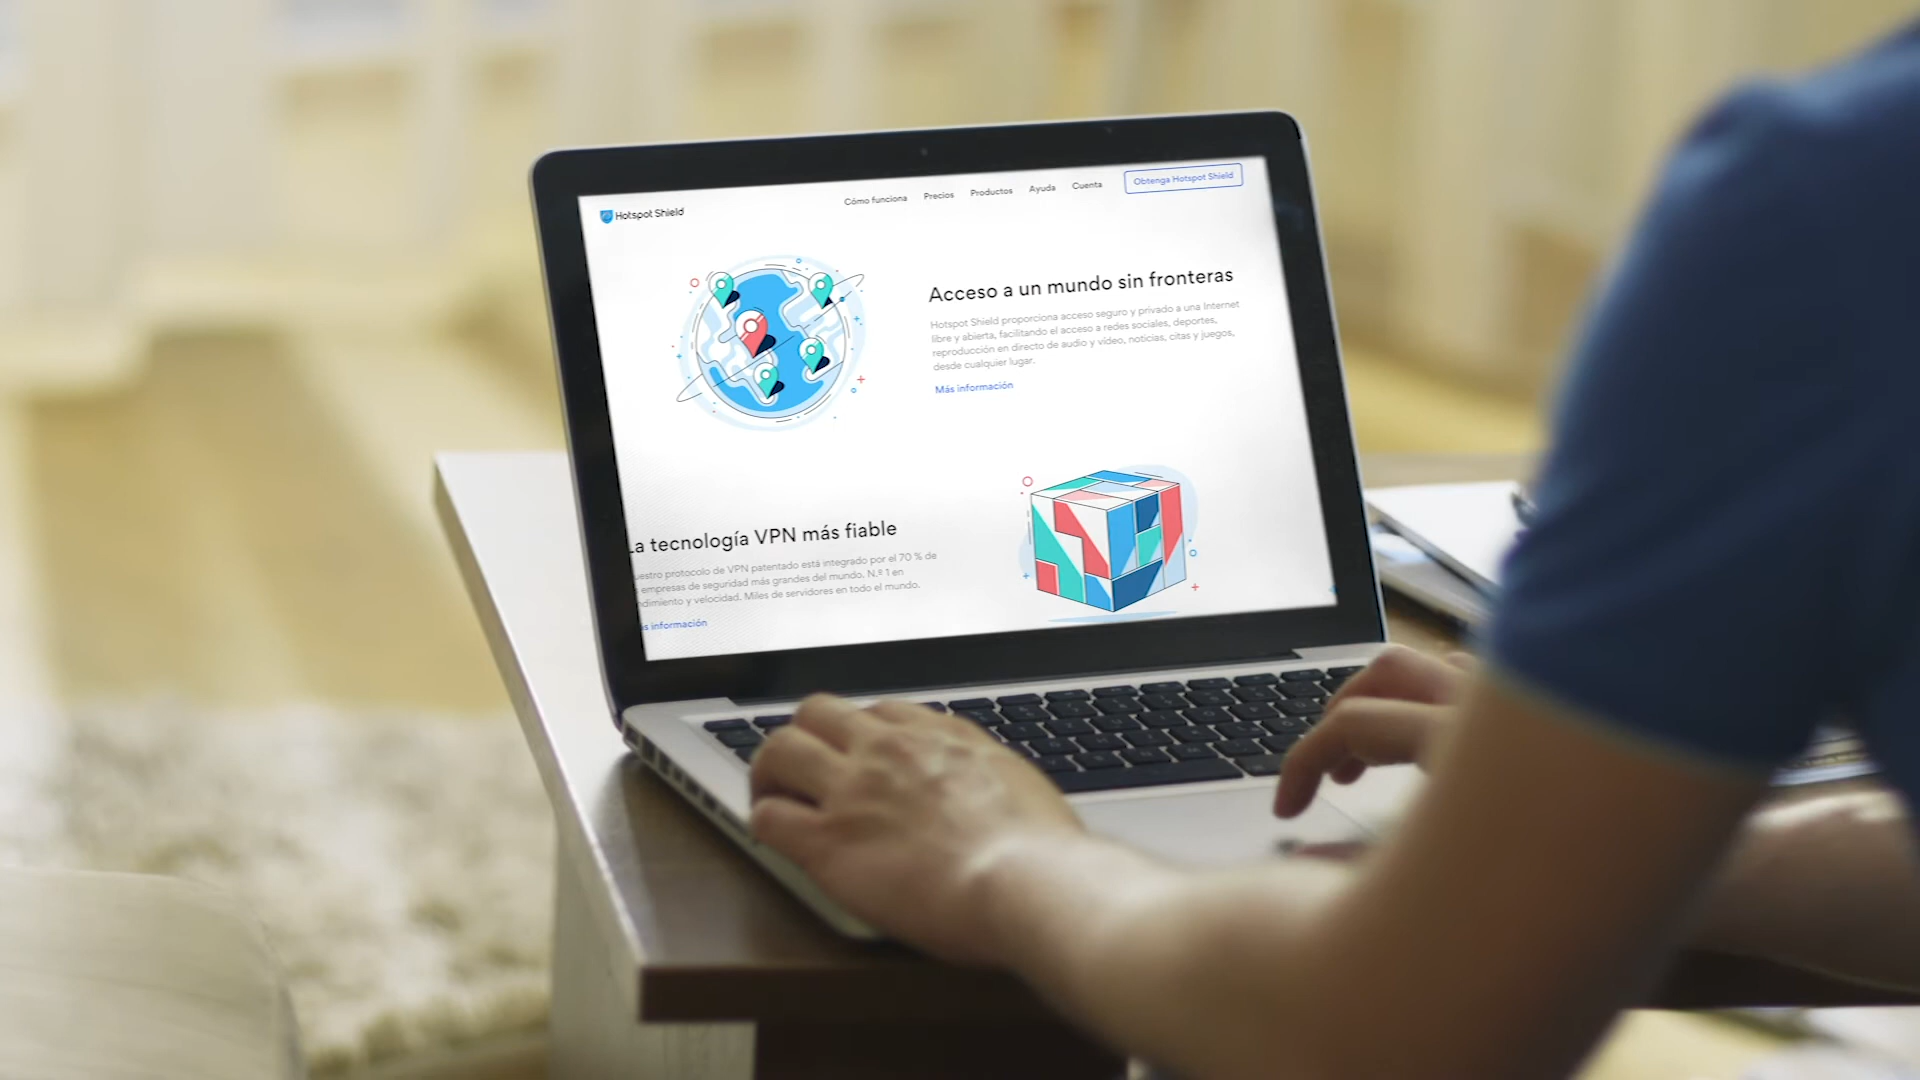 Hotspot Shield
Cómo funciona Precios Productos Ayuda Cuenta Obtenga Hotspot Shield
Acceso a un mundo sin fronteras
Hotspot Shield proporciona acceso seguro y privado a una Internet
libre y abierta, facilitando el acceso a redes sociales, deportes,
reproducción en directo de audio y vídeo, noticias, citas y juegos,
desde cualquier lugar.
Más información
La tecnología VPN más fiable
uestro protocolo de VPN patentado está integrado por el 70 % de
empresas de seguridad más grandes del mundo. N.º 1 en
ndimiento y velocidad. Miles de servidores en todo el mundo.
ás información